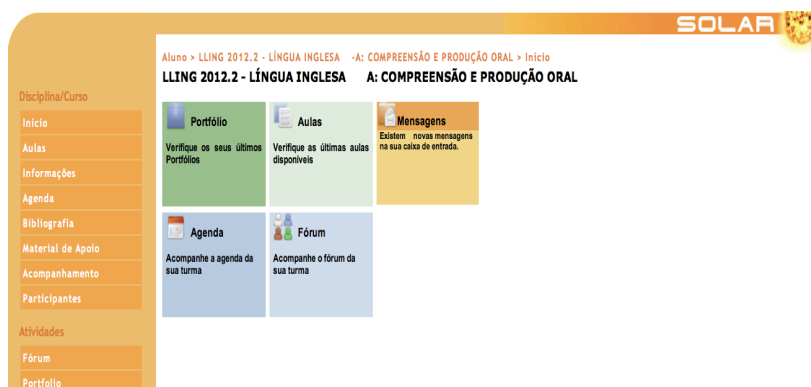 SOLAR
Aluno > LLING 2012.2 - LÍNGUA INGLESA -A: COMPREENSÃO E PRODUÇÃO ORAL > Inicio
LLING 2012.2 - LÍNGUA INGLESA A: COMPREENSÃO E PRODUÇÃO ORAL
Disciplina/Curso
Inicio
Aulas
Informações
Agenda
Bibliografia
Material de Apoio
Acompanhamento
Participantes
Atividades
Fórum
Portfolio
Portfólio
Verifique os seus últimos
Portfólios
Aulas
Verifique as últimas aulas
disponíveis
Mensagens
Existem novas mensagens
na sua caixa de entrada.
Agenda
Acompanhe a agenda da
sua turma
Fórum
Acompanhe o fórum da
sua turma